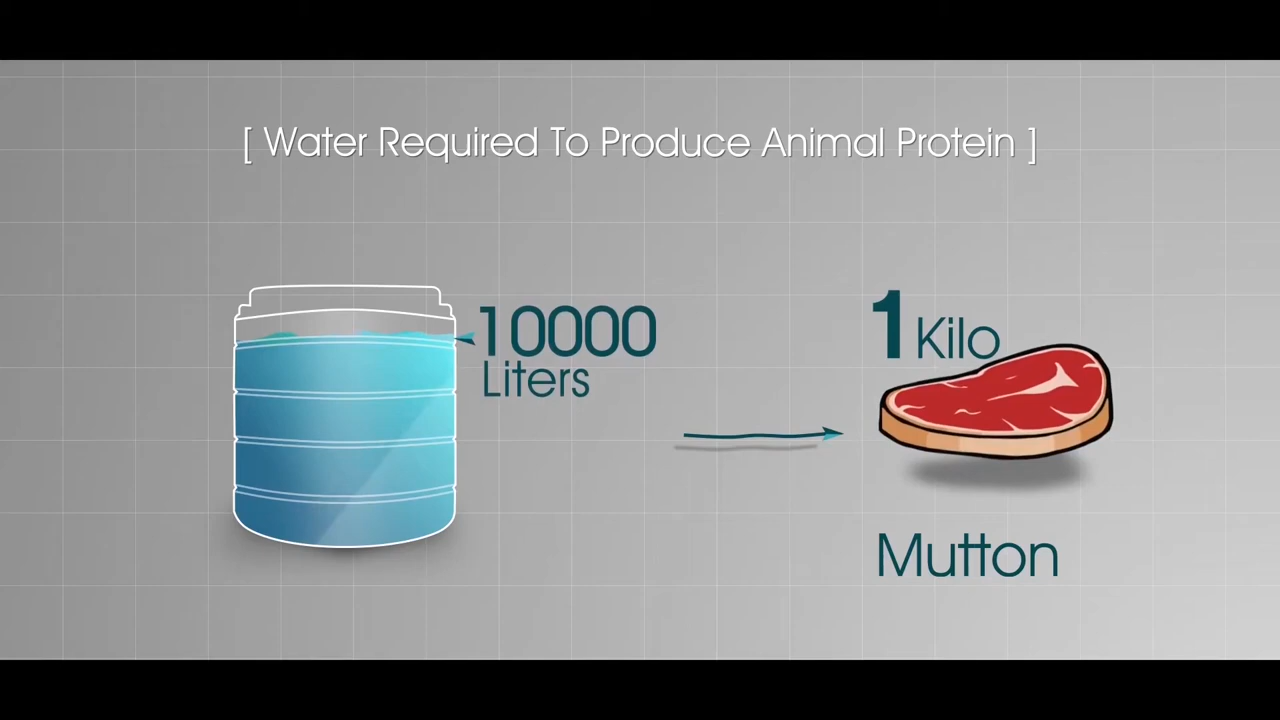 [ Water Required To Produce Animal Protein ]
10000
Liters
1 Kilo
Mutton